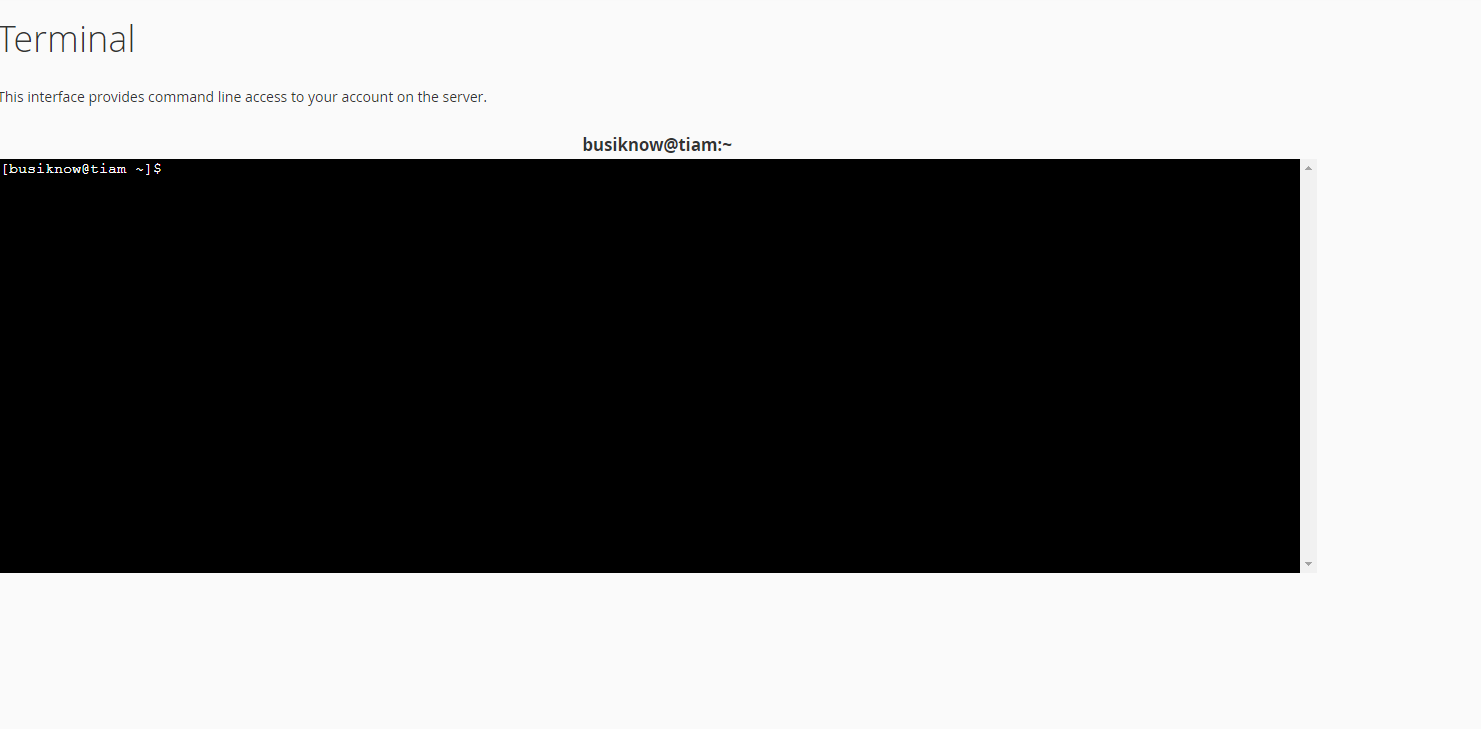 Terminal
This interface provides command line access to your account on the server.
busiknow@tiam:~
[busiknow@tiam ~]$